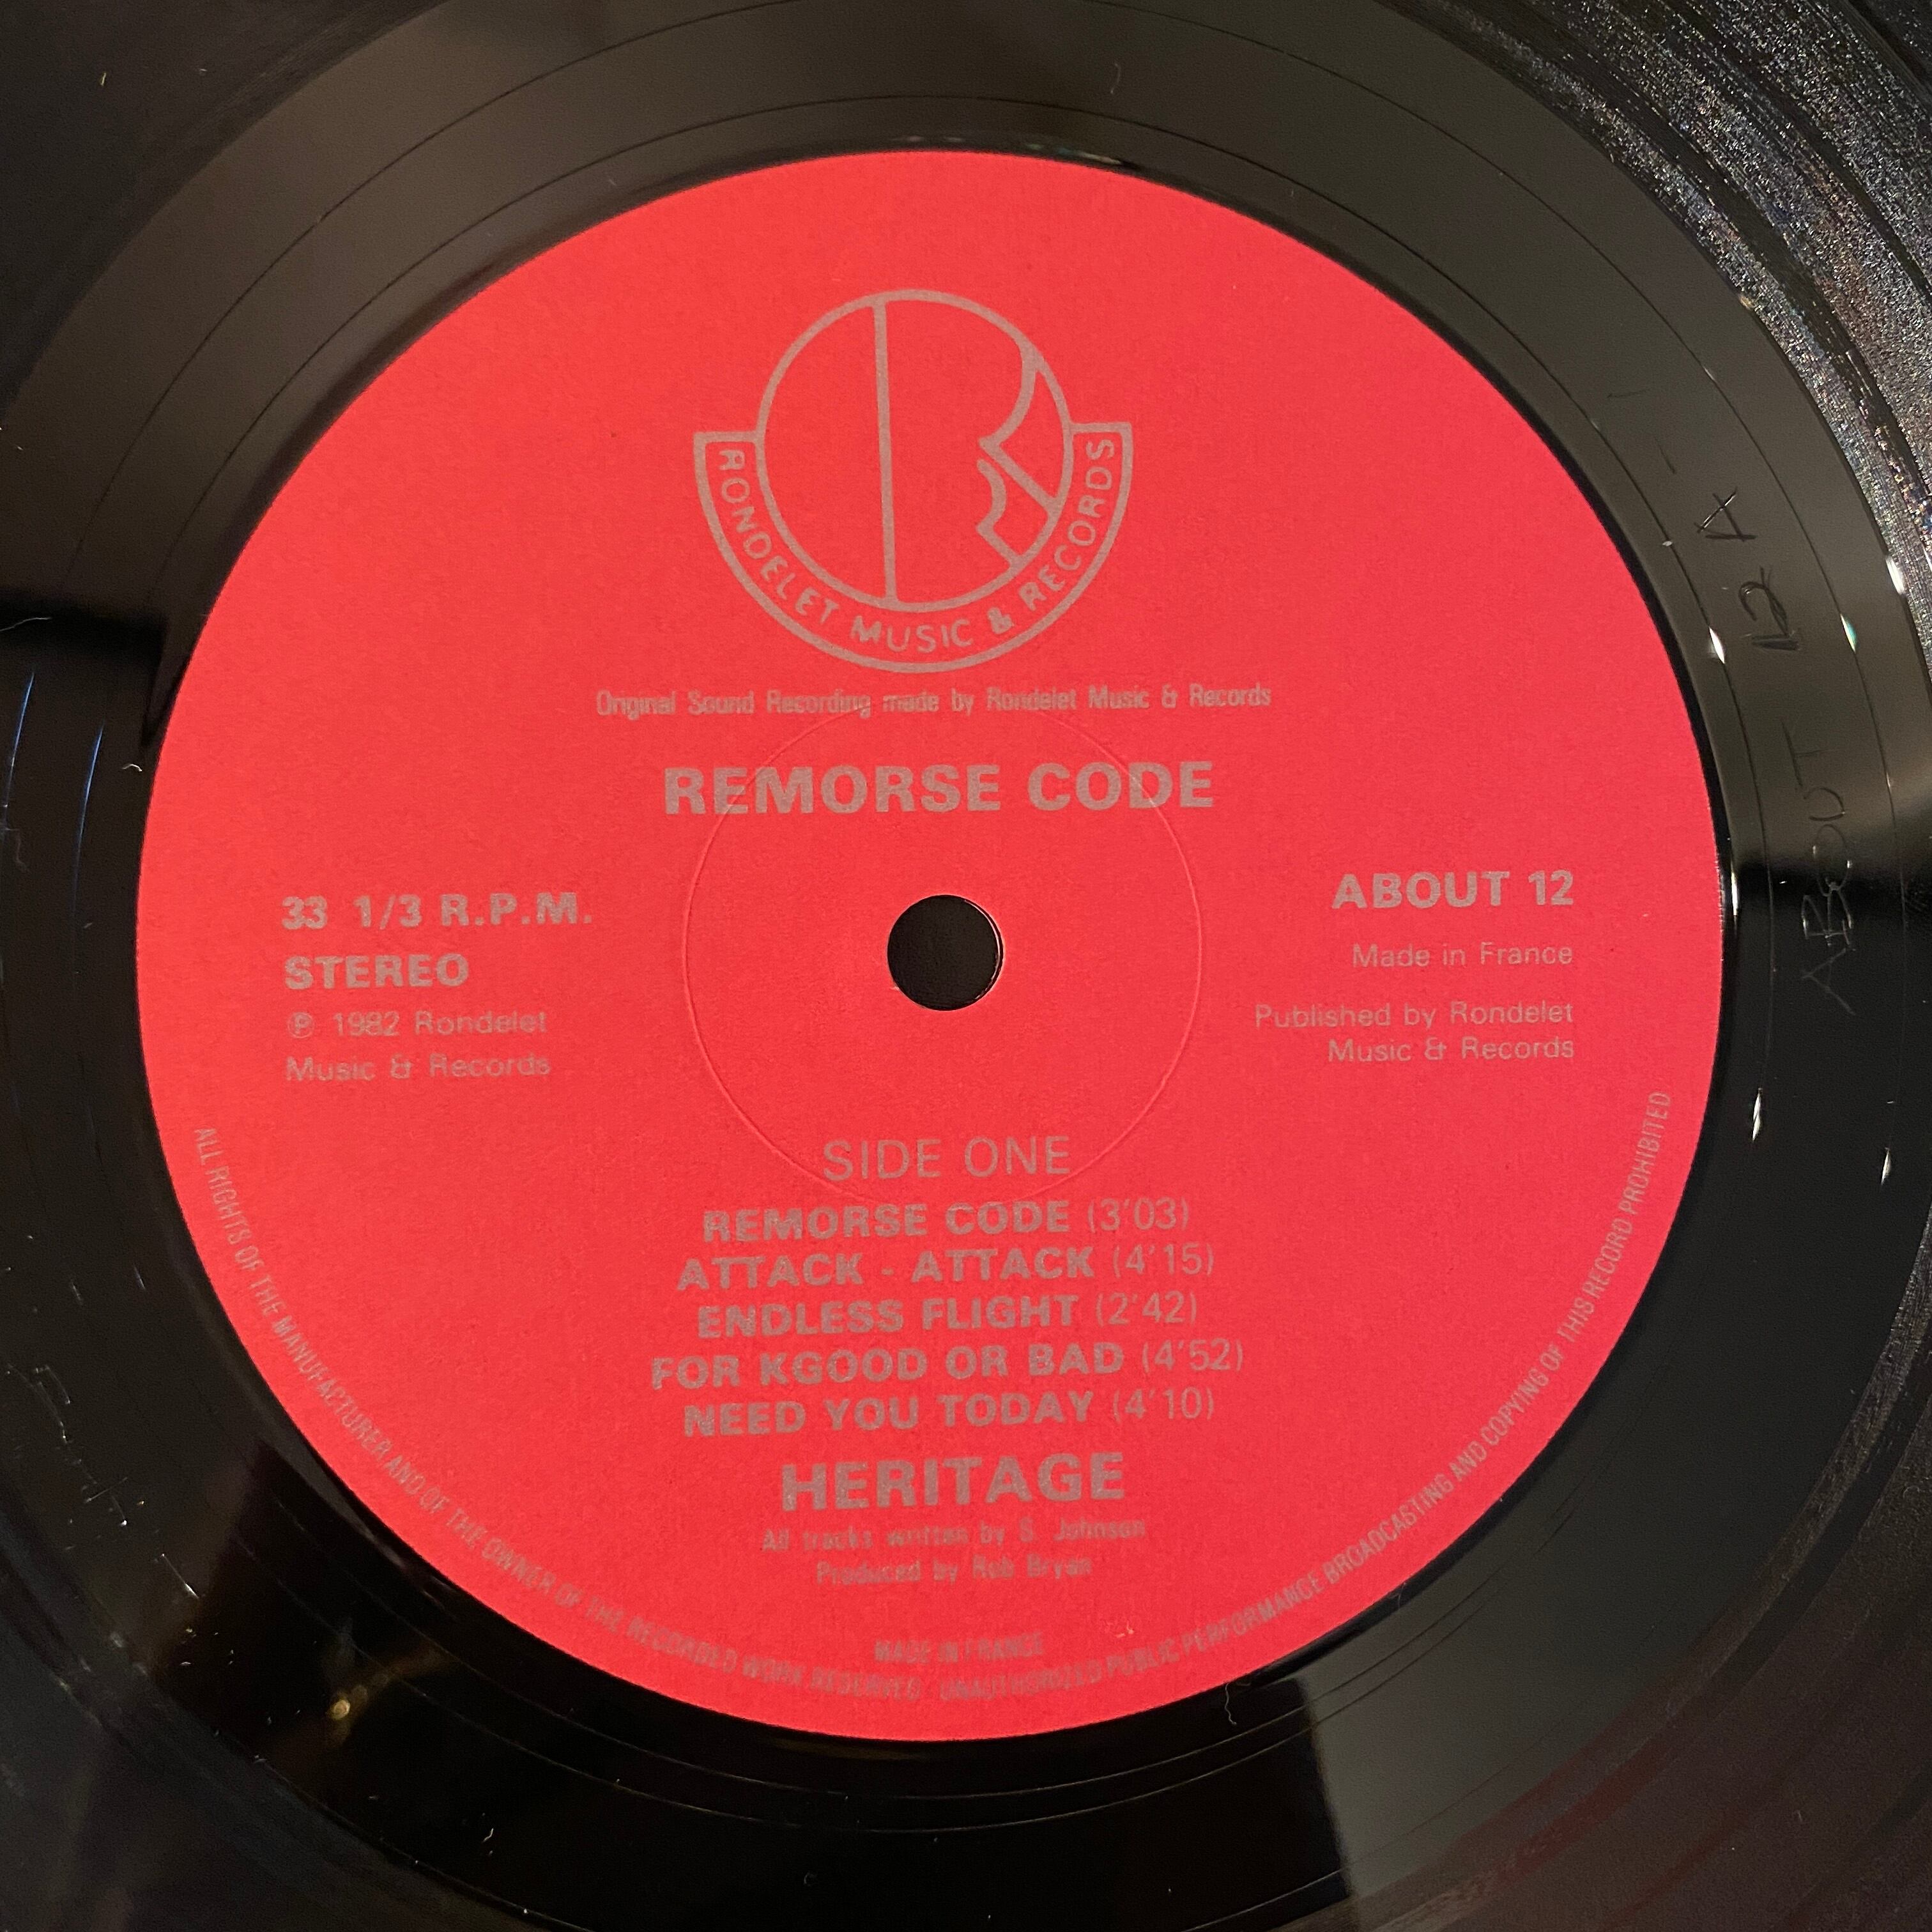 RONDELET MUSIC & RECORDS
Original Sound Recording made by Rondelet Music & Records
REMORSE CODE
33 1/3 R.P.M.
STEREO
℗ 1982 Rondelet
Music & Records
ABOUT 12
Made in France
Published by Rondelet
Music & Records
SIDE ONE
REMORSE CODE (3'03)
ATTACK - ATTACK (4'15)
ENDLESS FLIGHT (2'42)
FOR KGOOD OR BAD (4'52)
NEED YOU TODAY (4'10)
HERITAGE
All tracks written by S. Johnson
Produced by Rob Bryan
MADE IN FRANCE
ALL RIGHTS OF THE MANUFACTURER AND OF THE OWNER OF THE RECORDED WORK RESERVED UNAUTHORIZED PUBLIC PERFORMANCE BROADCASTING AND COPYING OF THIS RECORD PROHIBITED
ABOUT 12 A-1